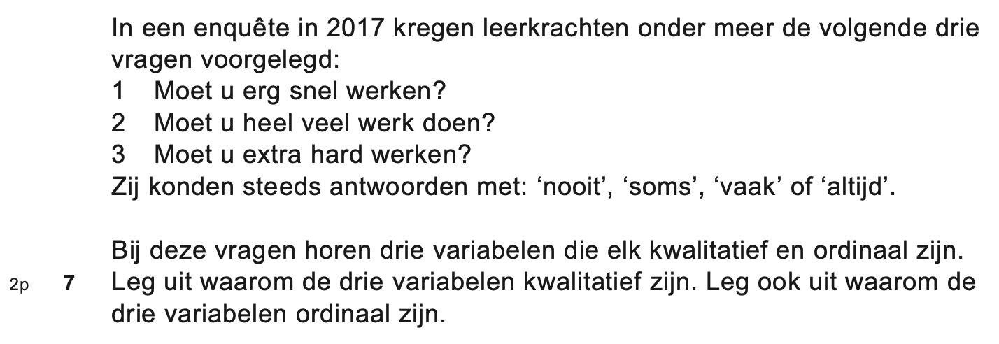 In een enquête in 2017 kregen leerkrachten onder meer de volgende drie
vragen voorgelegd:
1 Moet u erg snel werken?
2 Moet u heel veel werk doen?
3 Moet u extra hard werken?
Zij konden steeds antwoorden met: ‘nooit’, ‘soms’, ‘vaak’ of ‘altijd’.
Bij deze vragen horen drie variabelen die elk kwalitatief en ordinaal zijn.
2p 7 Leg uit waarom de drie variabelen kwalitatief zijn. Leg ook uit waarom de
drie variabelen ordinaal zijn.